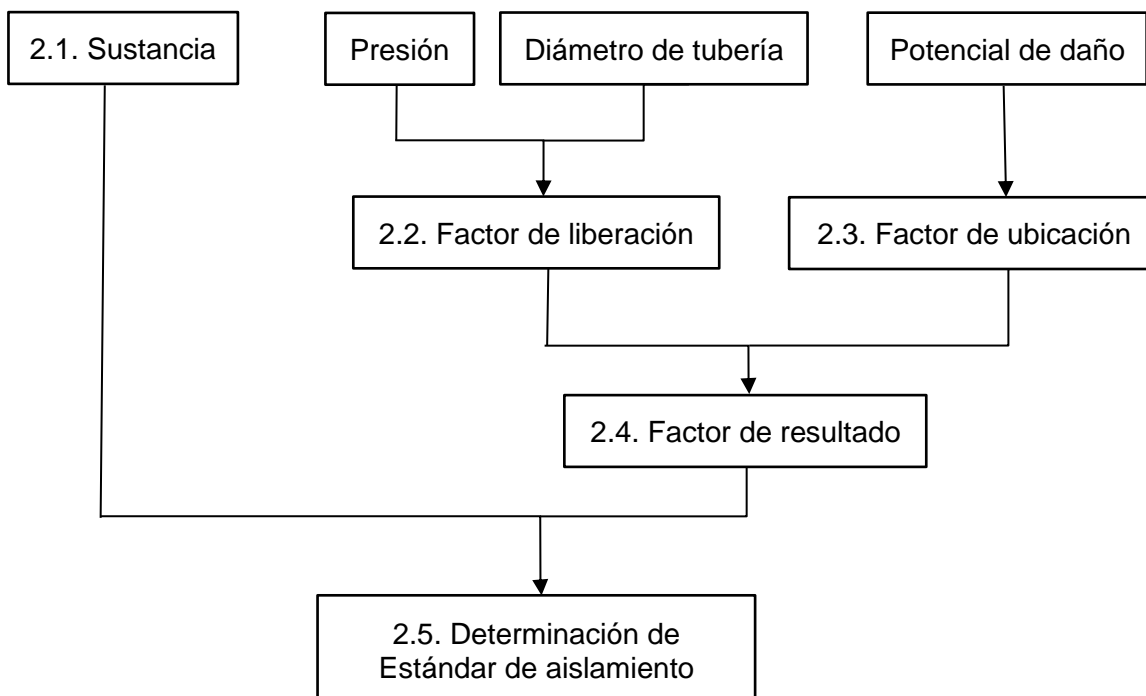 2.1. Sustancia
Presión
Diámetro de tubería
Potencial de daño
2.2. Factor de liberación
2.3. Factor de ubicación
2.4. Factor de resultado
2.5. Determinación de
Estándar de aislamiento